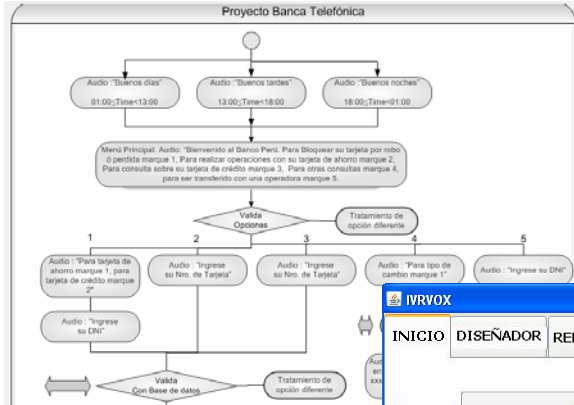 Proyecto Banca Telefónica
Audio :"Buenos días"
01:00≤Time<13:00
Audio :"Buenos tardes"
13:00≤Time<18:00
Audio :"Buenos noches"
18:00≤Time<01:00
Menú Principal. Audio: "Bienvenido al Banco Perú. Para Bloquear su tarjeta por robo
ó perdida marque 1, Para realizar operaciones con su tarjeta de ahorro marque 2,
Para consulta sobre su tarjeta de crédito marque 3, Para otras consultas marque 4,
para ser transferido con una operadora marque 5.
Valida
Opciones
Tratamiento de
opción diferente
1
2
3
4
5
Audio : "Para tarjeta de
ahorro marque 1, para
tarjeta de crédito marque
2"
Audio : "Ingrese
su Nro. de Tarjeta"
Audio : "Ingrese
su Nro. de Tarjeta"
Audio : "Para tipo de
cambio marque 1"
Audio : "Ingrese su DNI"
Audio : "Ingrese
su DNI"
Valida
Con Base de datos
Tratamiento de
opción diferente
IVRVOX
INICIO
DISEÑADOR